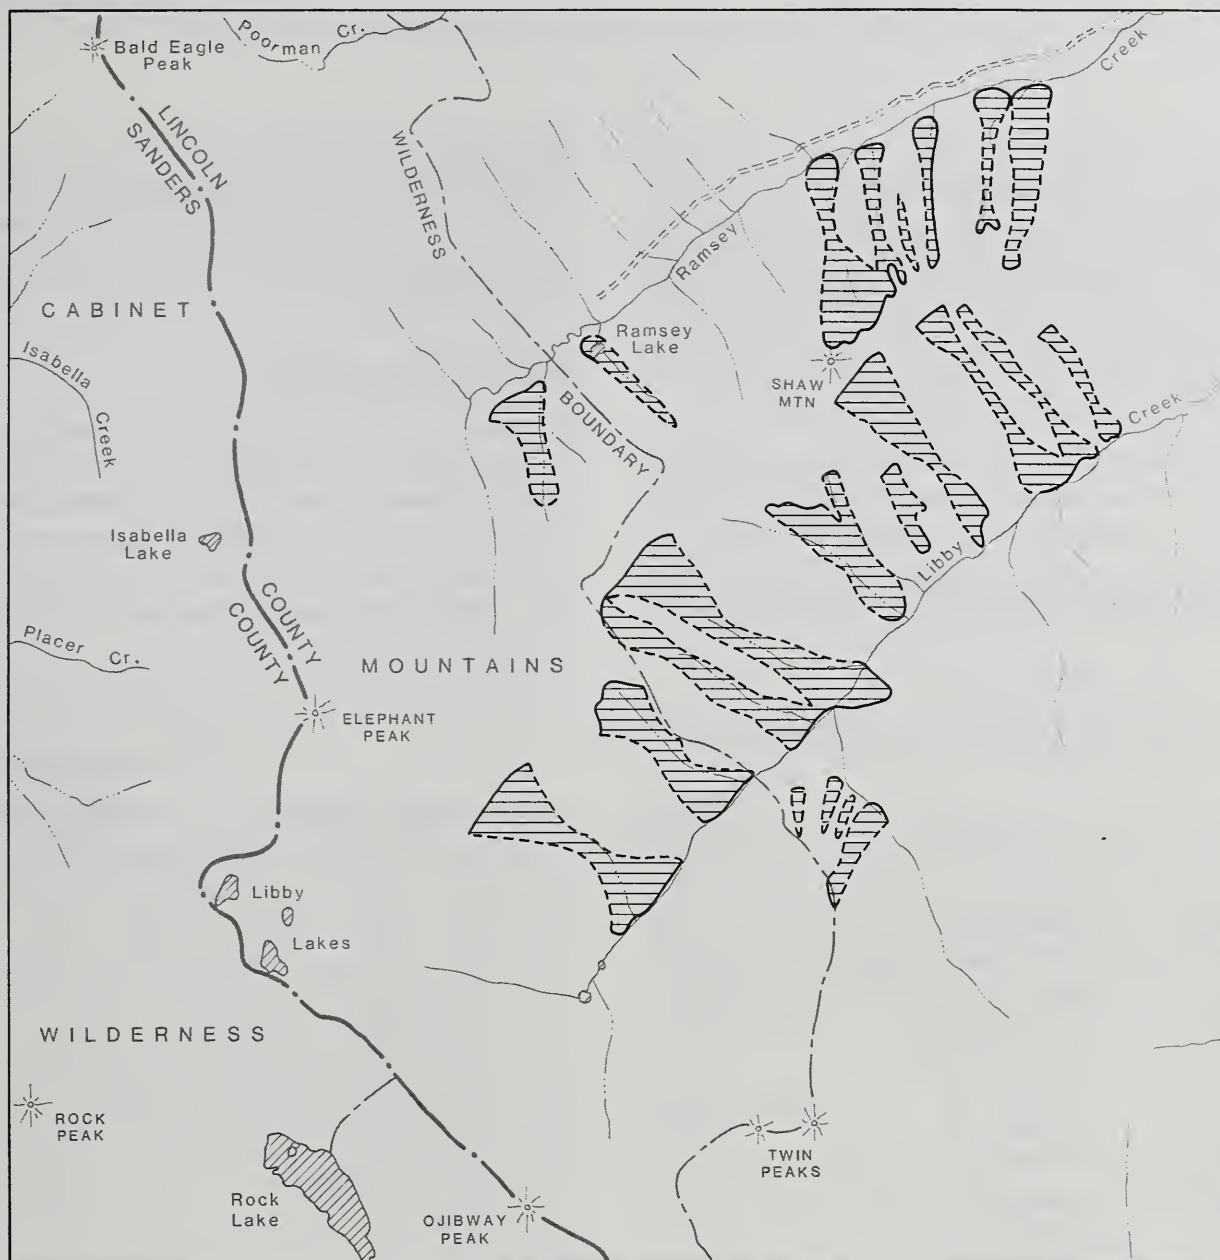 Poorman Cr.
Creek
Bald Eagle
Peak
LINCOLN
SANDERS
WILDERNESS
Ramsey
CABINET
Ramsey
Lake
Isabella
Creek
SHAW
MTN
BOUNDARY
Creek
Isabella
Lake
Libby
COUNTY
COUNTY
Placer Cr.
MOUNTAINS
ELEPHANT
PEAK
Libby
Lakes
WILDERNESS
ROCK
PEAK
TWIN
PEAKS
Rock
Lake
OJIBWAY
PEAK